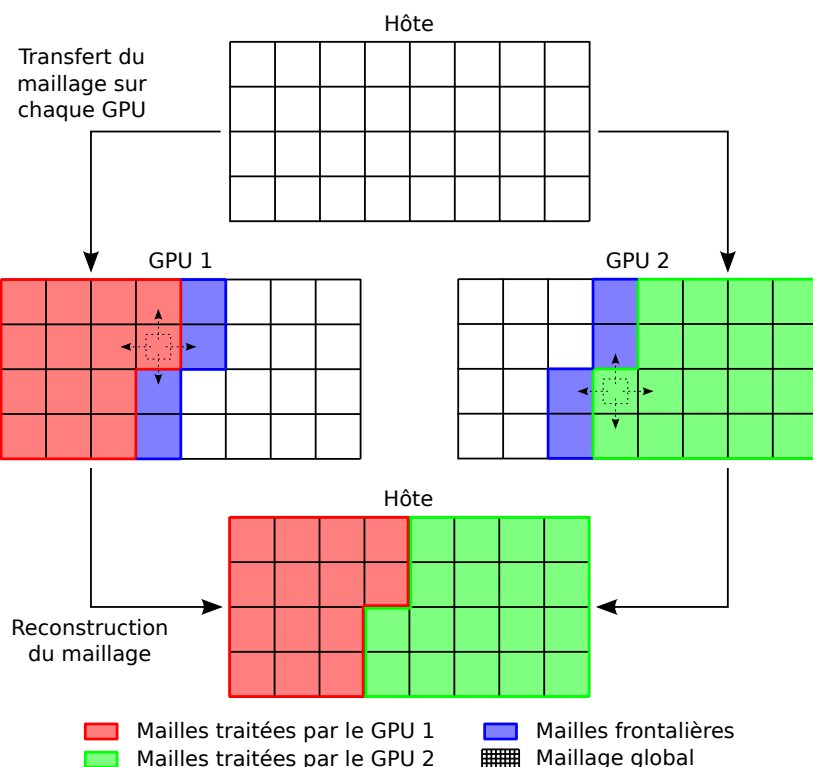 Hôte
Transfert du
maillage sur
chaque GPU
GPU 1
GPU 2
Hôte
Reconstruction
du maillage
Mailles traitées par le GPU 1
Mailles frontalières
Mailles traitées par le GPU 2
Maillage global